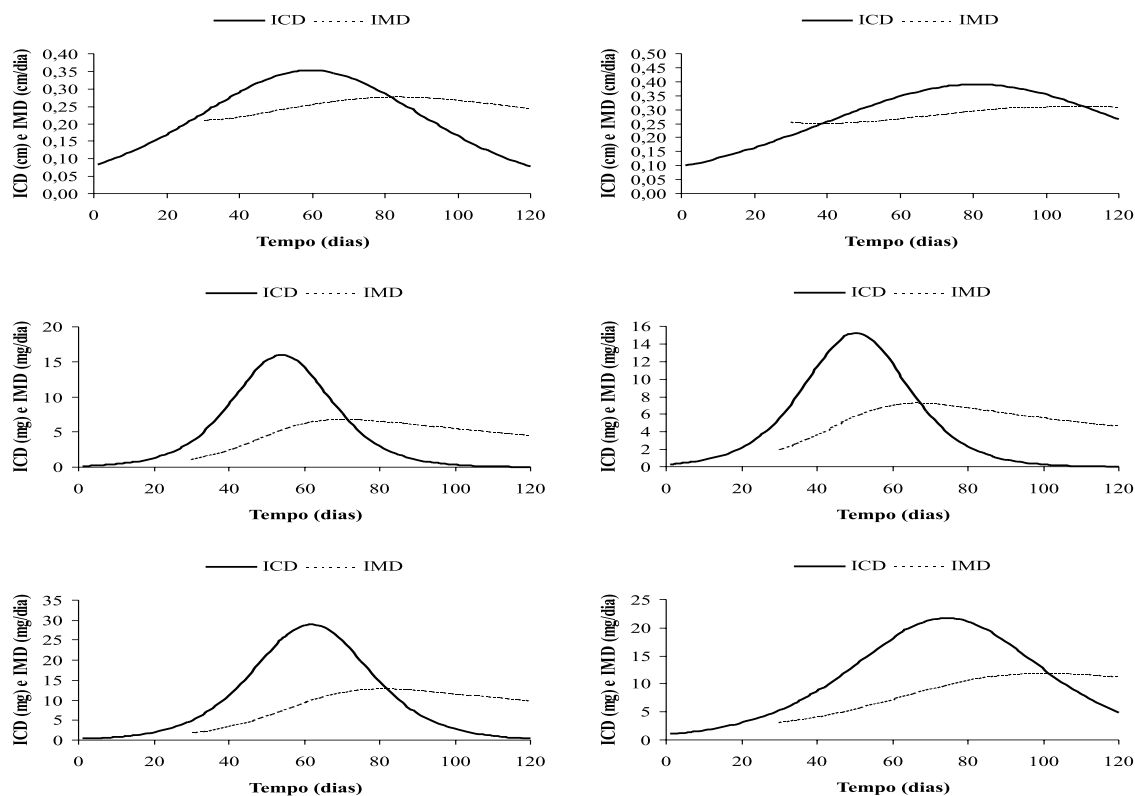 ICD IMD
ICD (cm) e IMD (cm/dia)
0,40
0,35
0,30
0,25
0,20
0,15
0,10
0,05
0,00
0 20 40 60 80 100 120
Tempo (dias)
ICD IMD
ICD (cm) e IMD (cm/dia)
0,50
0,45
0,40
0,35
0,30
0,25
0,20
0,15
0,10
0,05
0,00
0 20 40 60 80 100 120
Tempo (dias)
ICD IMD
ICD (mg) e IMD (mg/dia)
20
15
10
5
0
0 20 40 60 80 100 120
Tempo (dias)
ICD IMD
ICD (mg) e IMD (mg/dia)
16
14
12
10
8
6
4
2
0
0 20 40 60 80 100 120
Tempo (dias)
ICD IMD
ICD (mg) e IMD (mg/dia)
35
30
25
20
15
10
5
0
0 20 40 60 80 100 120
Tempo (dias)
ICD IMD
ICD (mg) e IMD (mg/dia)
25
20
15
10
5
0
0 20 40 60 80 100 120
Tempo (dias)